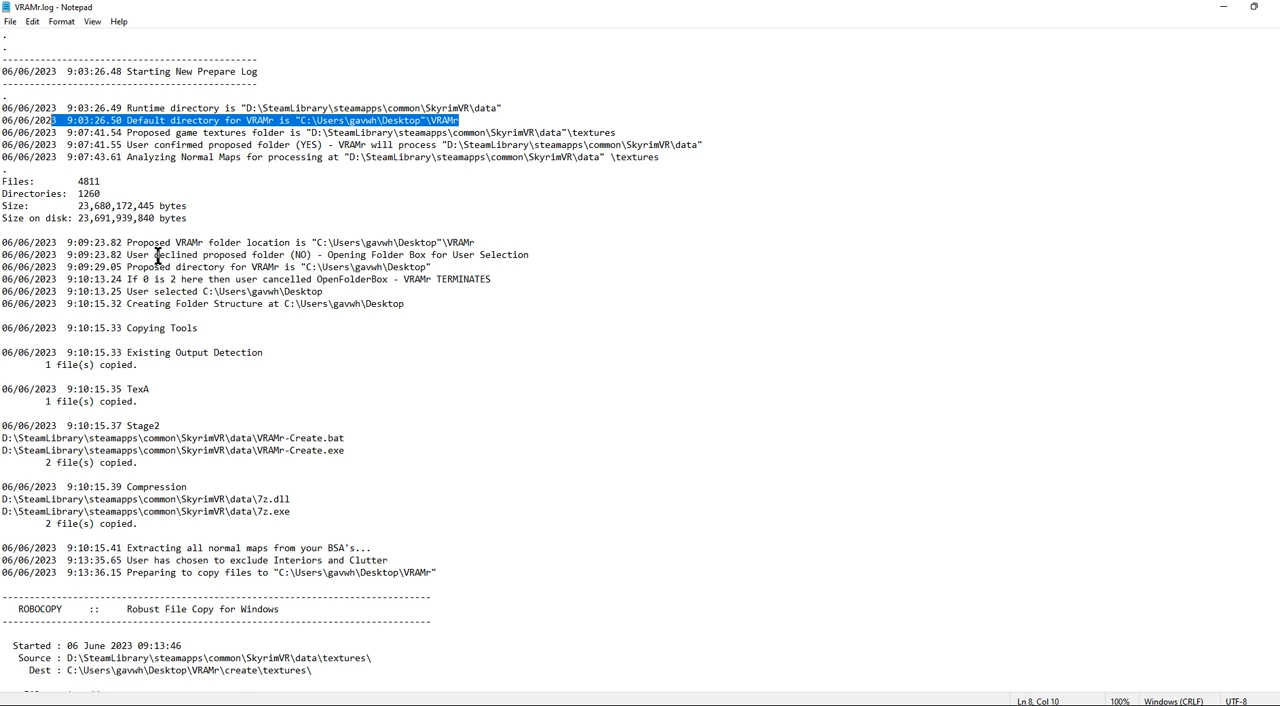 VRAMr.log - Notepad
File Edit Format View Help
.
.
-----------------------------------------------
06/06/2023  9:03:26.48 Starting New Prepare Log
-----------------------------------------------
.
06/06/2023  9:03:26.49 Runtime directory is "D:\SteamLibrary\steamapps\common\SkyrimVR\data"
06/06/2023  9:03:26.50 Default directory for VRAMr is "C:\Users\gavwh\Desktop"\VRAMr
06/06/2023  9:07:41.54 Proposed game textures folder is "D:\SteamLibrary\steamapps\common\SkyrimVR\data"\textures
06/06/2023  9:07:41.55 User confirmed proposed folder (YES) - VRAMr will process "D:\SteamLibrary\steamapps\common\SkyrimVR\data"
06/06/2023  9:07:43.61 Analyzing Normal Maps for processing at "D:\SteamLibrary\steamapps\common\SkyrimVR\data" \textures
.
Files:        4811
Directories:  1260
Size:         23,680,172,445 bytes
Size on disk: 23,691,939,840 bytes
06/06/2023  9:09:23.82 Proposed VRAMr folder location is "C:\Users\gavwh\Desktop"\VRAMr
06/06/2023  9:09:23.82 User declined proposed folder (NO) - Opening Folder Box for User Selection
06/06/2023  9:09:29.05 Proposed directory for VRAMr is "C:\Users\gavwh\Desktop"
06/06/2023  9:10:13.24 If 0 is 2 here then user cancelled OpenFolderBox - VRAMr TERMINATES
06/06/2023  9:10:13.25 User selected C:\Users\gavwh\Desktop
06/06/2023  9:10:15.32 Creating Folder Structure at C:\Users\gavwh\Desktop
06/06/2023  9:10:15.33 Copying Tools
06/06/2023  9:10:15.33 Existing Output Detection
        1 file(s) copied.
06/06/2023  9:10:15.35 TexA
        1 file(s) copied.
06/06/2023  9:10:15.37 Stage2
D:\SteamLibrary\steamapps\common\SkyrimVR\data\VRAMr-Create.bat
D:\SteamLibrary\steamapps\common\SkyrimVR\data\VRAMr-Create.exe
        2 file(s) copied.
06/06/2023  9:10:15.39 Compression
D:\SteamLibrary\steamapps\common\SkyrimVR\data\7z.dll
D:\SteamLibrary\steamapps\common\SkyrimVR\data\7z.exe
        2 file(s) copied.
06/06/2023  9:10:15.41 Extracting all normal maps from your BSA's...
06/06/2023  9:13:35.65 User has chosen to exclude Interiors and Clutter
06/06/2023  9:13:36.15 Preparing to copy files to "C:\Users\gavwh\Desktop\VRAMr"
-------------------------------------------------------------------------------
   ROBOCOPY     ::     Robust File Copy for Windows
-------------------------------------------------------------------------------
  Started : 06 June 2023 09:13:46
   Source : D:\SteamLibrary\steamapps\common\SkyrimVR\data\textures\
     Dest : C:\Users\gavwh\Desktop\VRAMr\create\textures\
Ln 8, Col 10
100%
Windows (CRLF)
UTF-8